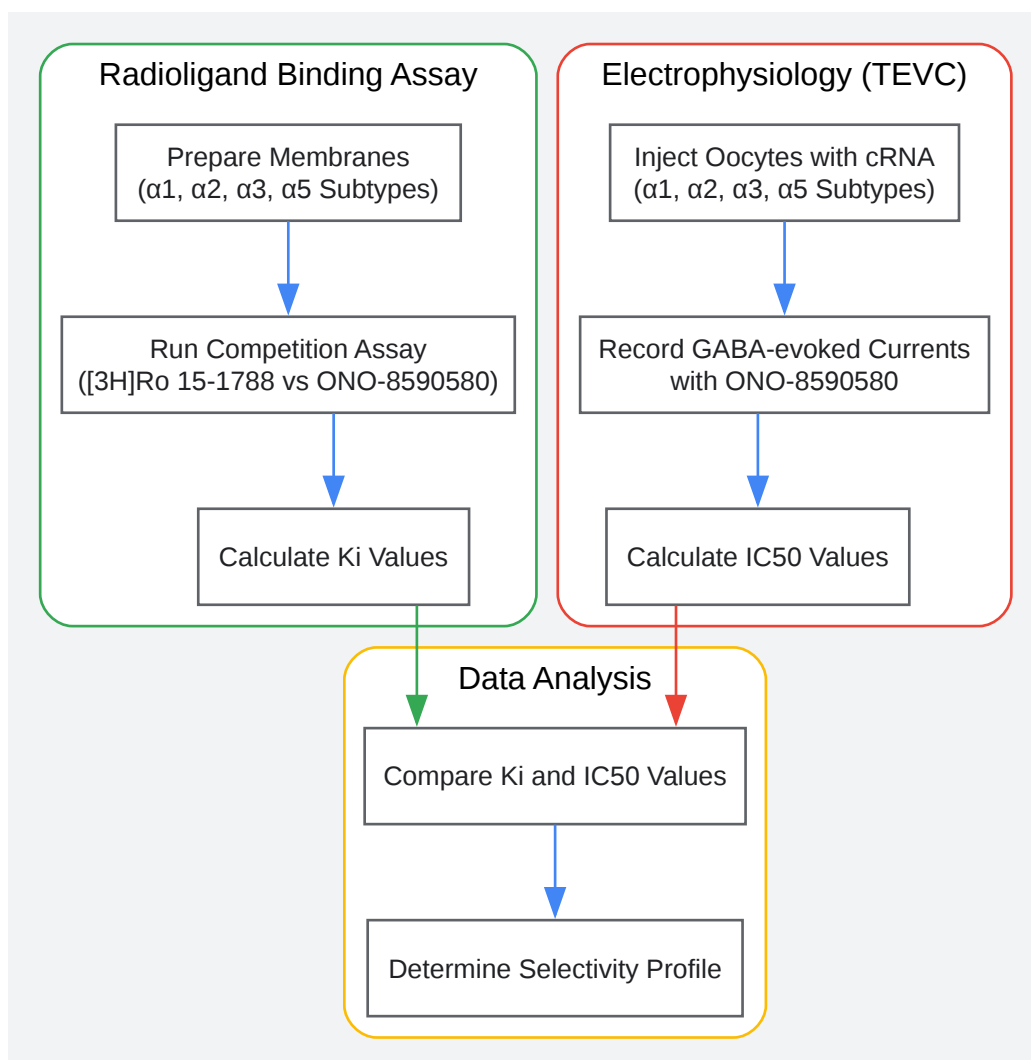 Radioligand Binding Assay
Prepare Membranes
(α1, α2, α3, α5 Subtypes)
Run Competition Assay
([3H]Ro 15-1788 vs ONO-8590580)
Calculate Ki Values
Electrophysiology (TEVC)
Inject Oocytes with cRNA
(α1, α2, α3, α5 Subtypes)
Record GABA-evoked Currents
with ONO-8590580
Calculate IC50 Values
Data Analysis
Compare Ki and IC50 Values
Determine Selectivity Profile